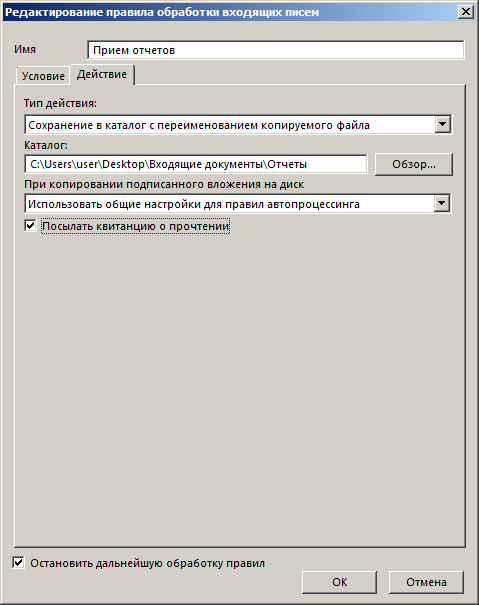 Редактирование правила обработки входящих писем
Имя Прием отчетов
Условие Действие
Тип действия:
Сохранение в каталог с переименованием копируемого файла
Каталог:
C:\Users\user\Desktop\Входящие документы\Отчеты Обзор...
При копировании подписанного вложения на диск
Использовать общие настройки для правил автопроцессинга
Посылать квитанцию о прочтении
Остановить дальнейшую обработку правил
OK Отмена